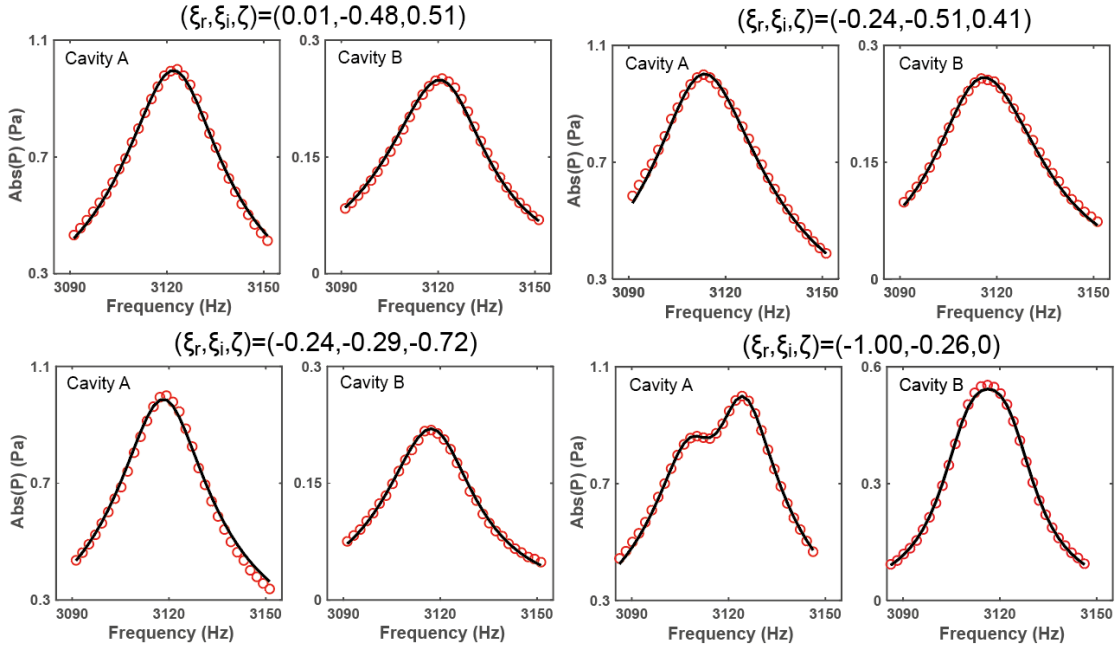 (ξr,ξi,ζ)=(0.01,-0.48,0.51)
1.1
0.7
0.3
Abs(P) (Pa)
Cavity A
3090 3120 3150
Frequency (Hz)
0.3
0.15
0
Cavity B
3090 3120 3150
Frequency (Hz)
(ξr,ξi,ζ)=(-0.24,-0.51,0.41)
1.1
0.7
0.3
Abs(P) (Pa)
Cavity A
3090 3120 3150
Frequency (Hz)
0.3
0.15
0
Cavity B
3090 3120 3150
Frequency (Hz)
(ξr,ξi,ζ)=(-0.24,-0.29,-0.72)
1.1
0.7
0.3
Abs(P) (Pa)
Cavity A
3090 3120 3150
Frequency (Hz)
0.3
0.15
0
Cavity B
3090 3120 3150
Frequency (Hz)
(ξr,ξi,ζ)=(-1.00,-0.26,0)
1.1
0.7
0.3
Abs(P) (Pa)
Cavity A
3090 3120 3150
Frequency (Hz)
0.6
0.3
0
Cavity B
3090 3120 3150
Frequency (Hz)